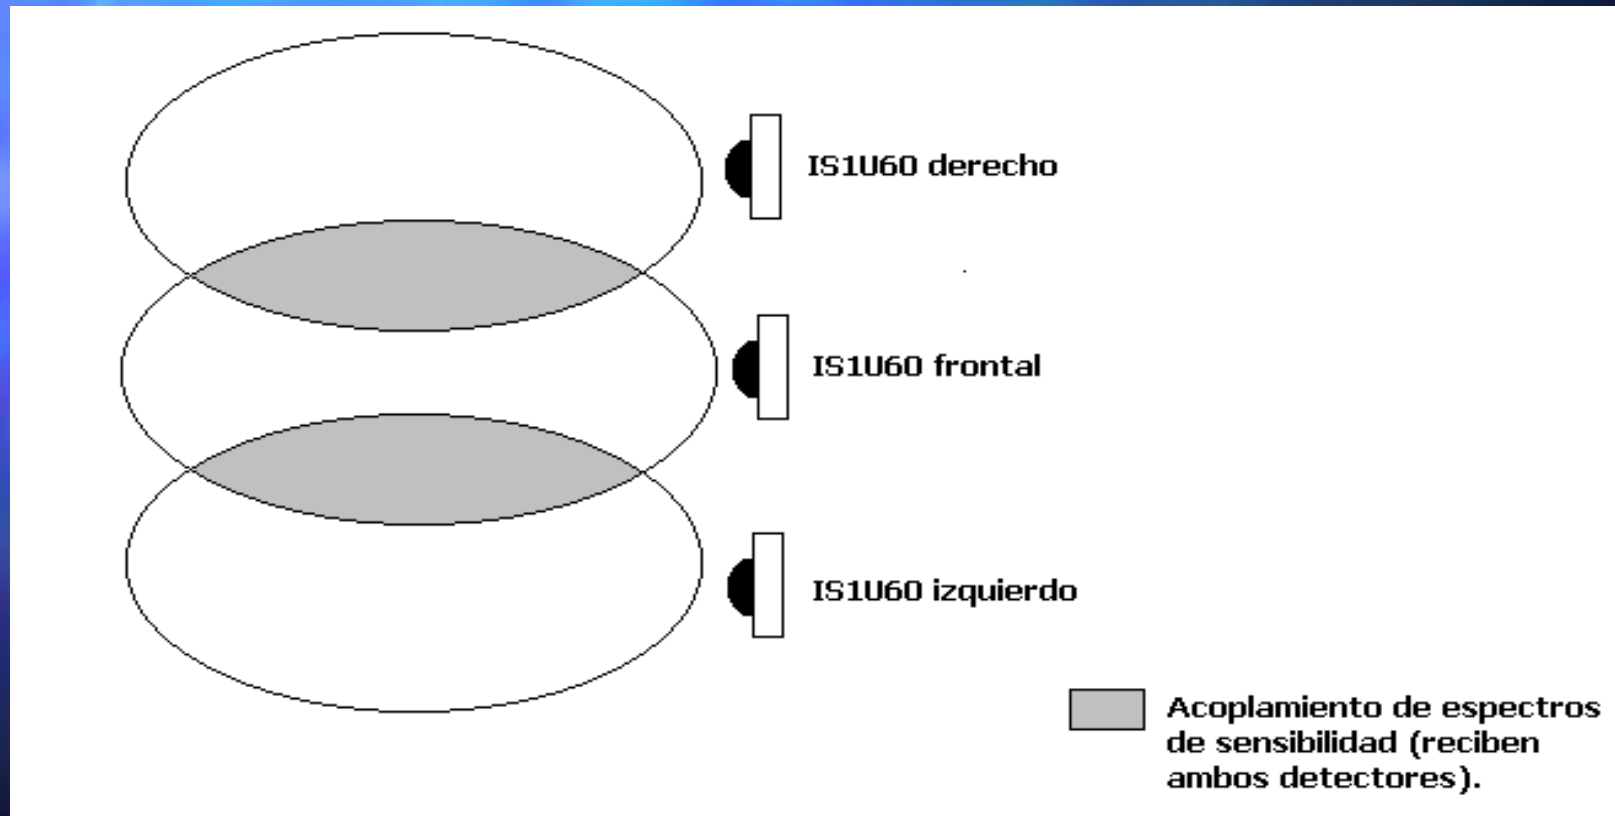 IS1U60 derecho
IS1U60 frontal
IS1U60 izquierdo
Acoplamiento de espectros
de sensibilidad (reciben
ambos detectores).